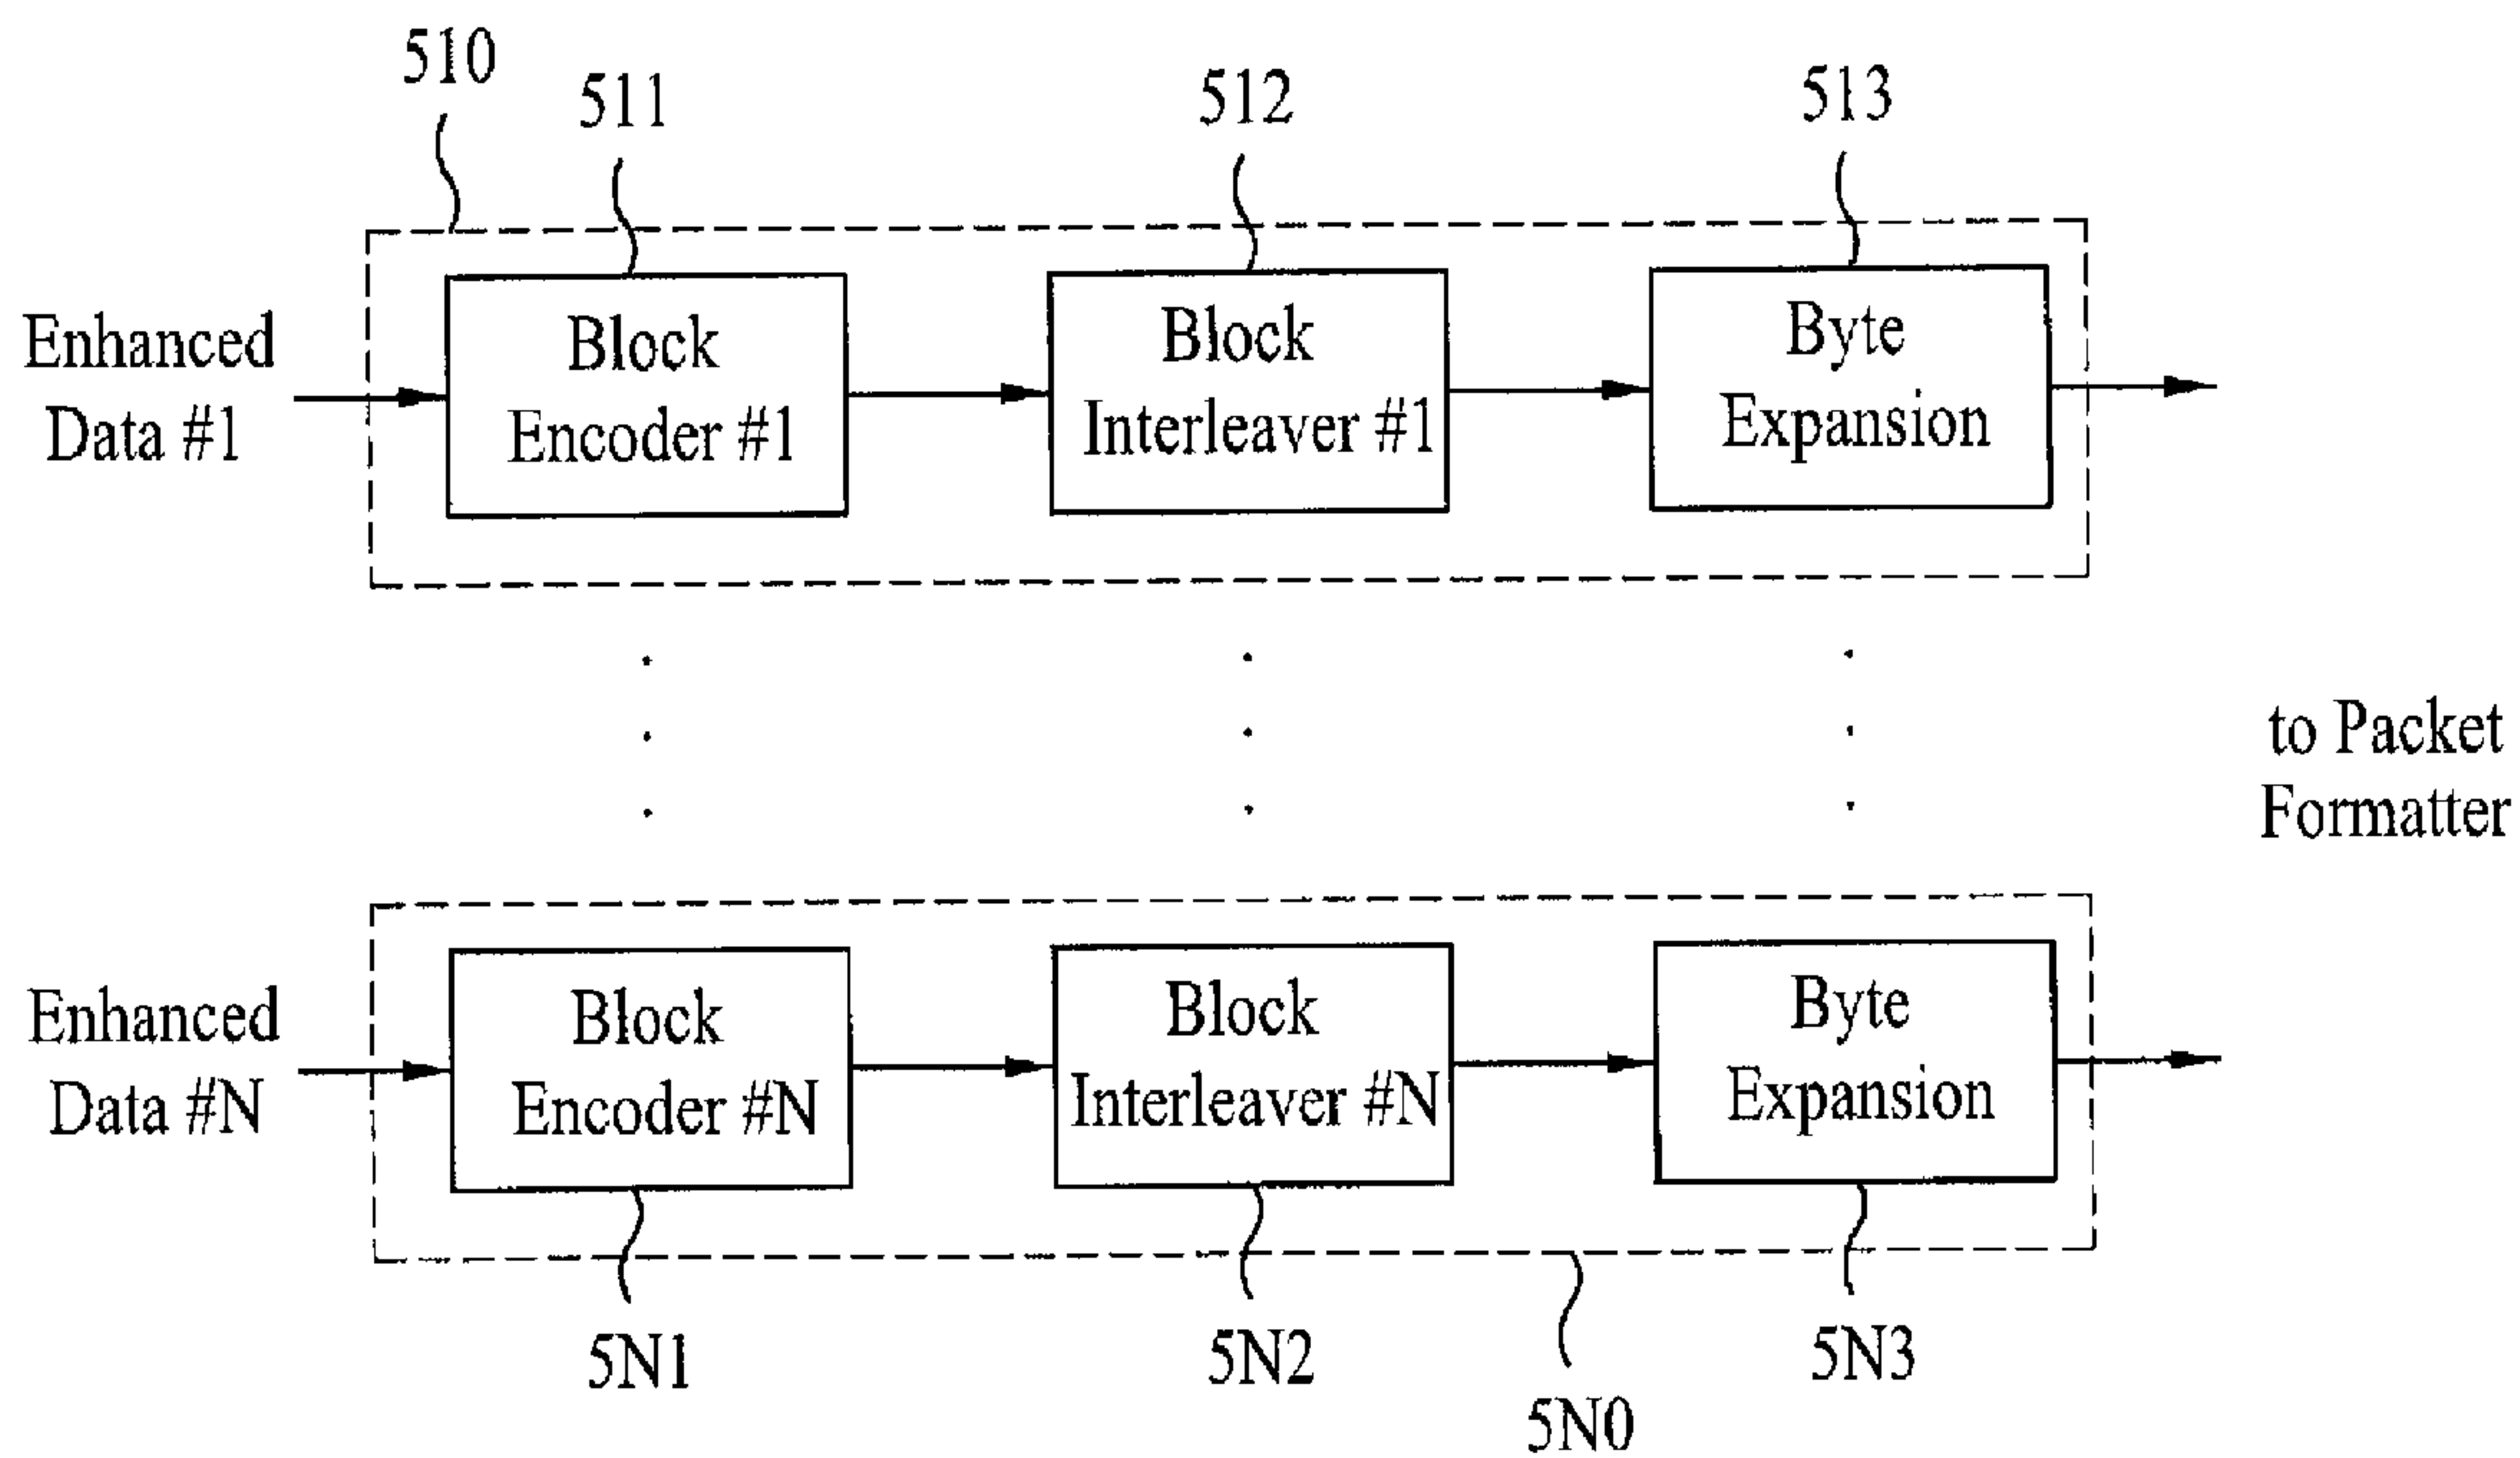 510
511
512
513
Enhanced
Data #1
Block
Encoder #1
Block
Interleaver #1
Byte
Expansion
to Packet
Formatter
Enhanced
Data #N
Block
Encoder #N
Block
Interleaver #N
Byte
Expansion
5N1
5N2
5N3
5N0